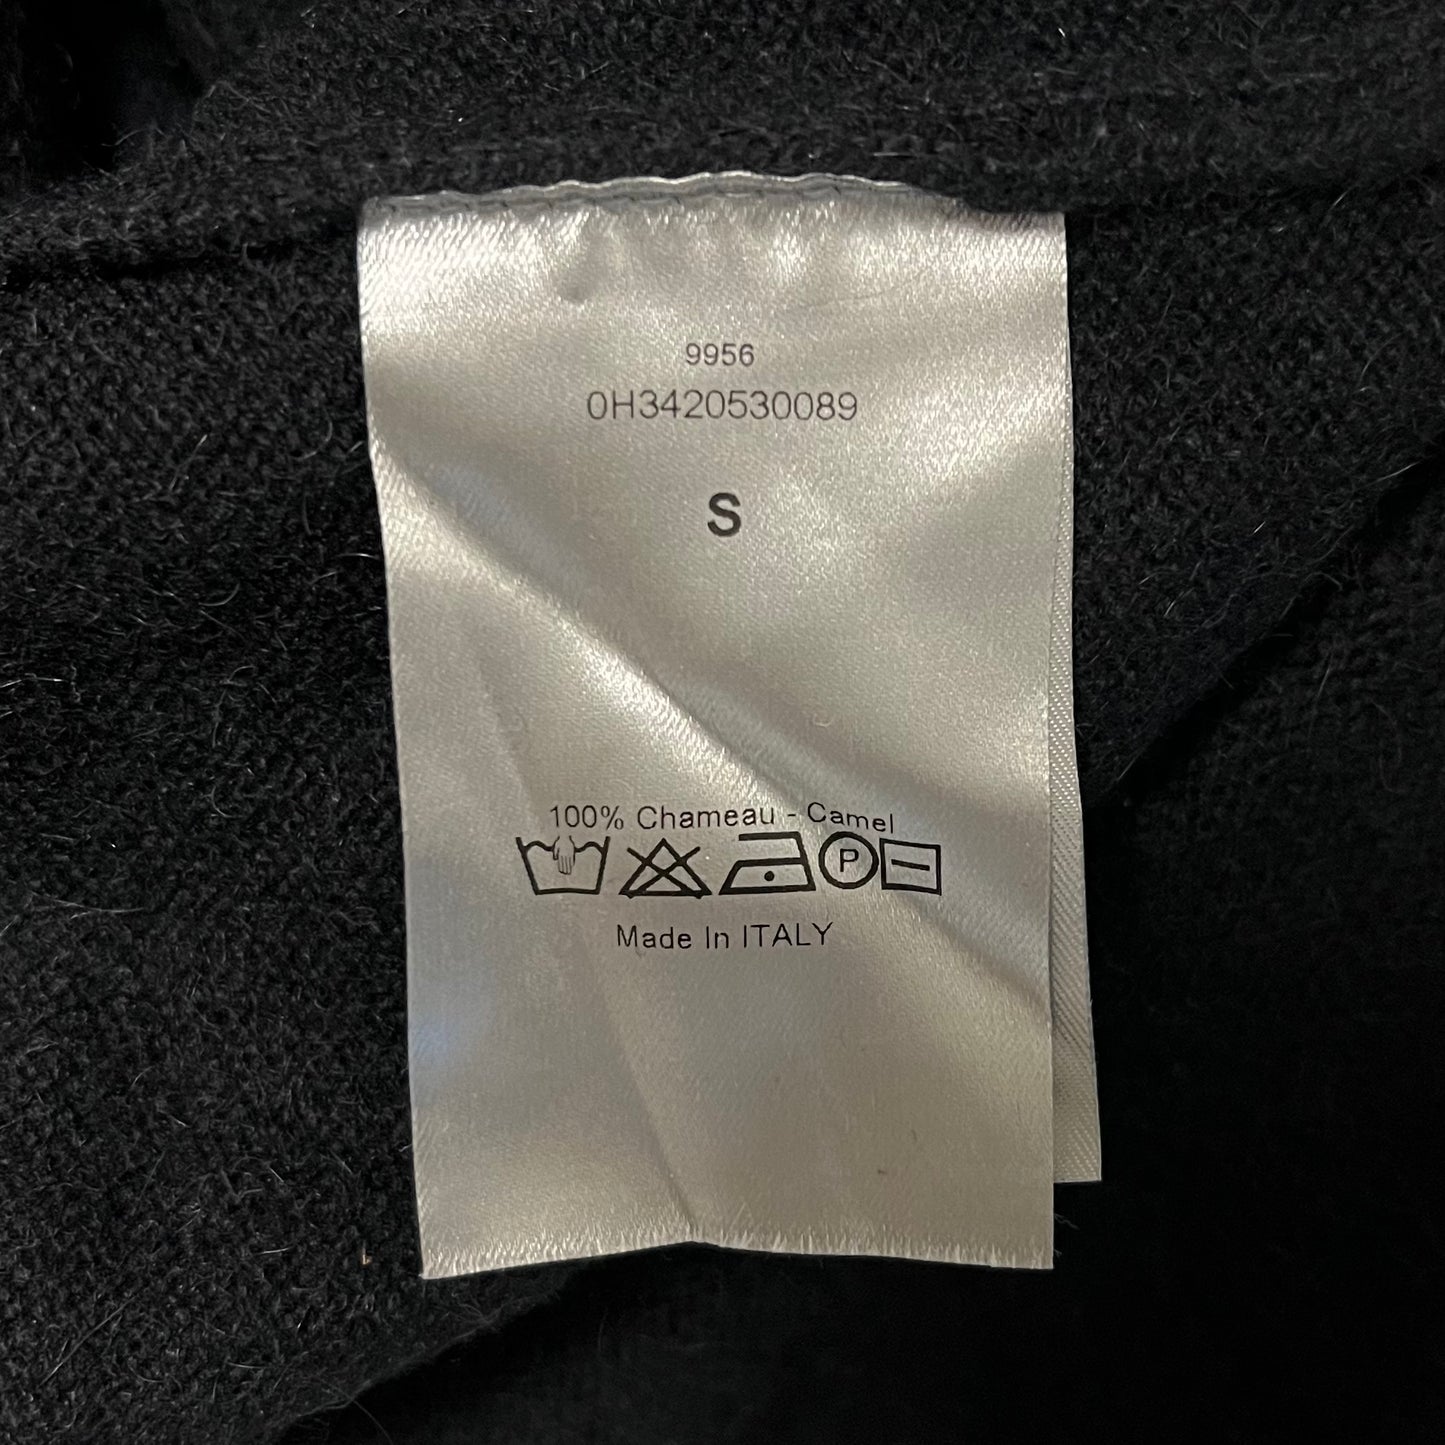 9956
0H3420530089
S
100% Chameau - Camel
P
Made In ITALY